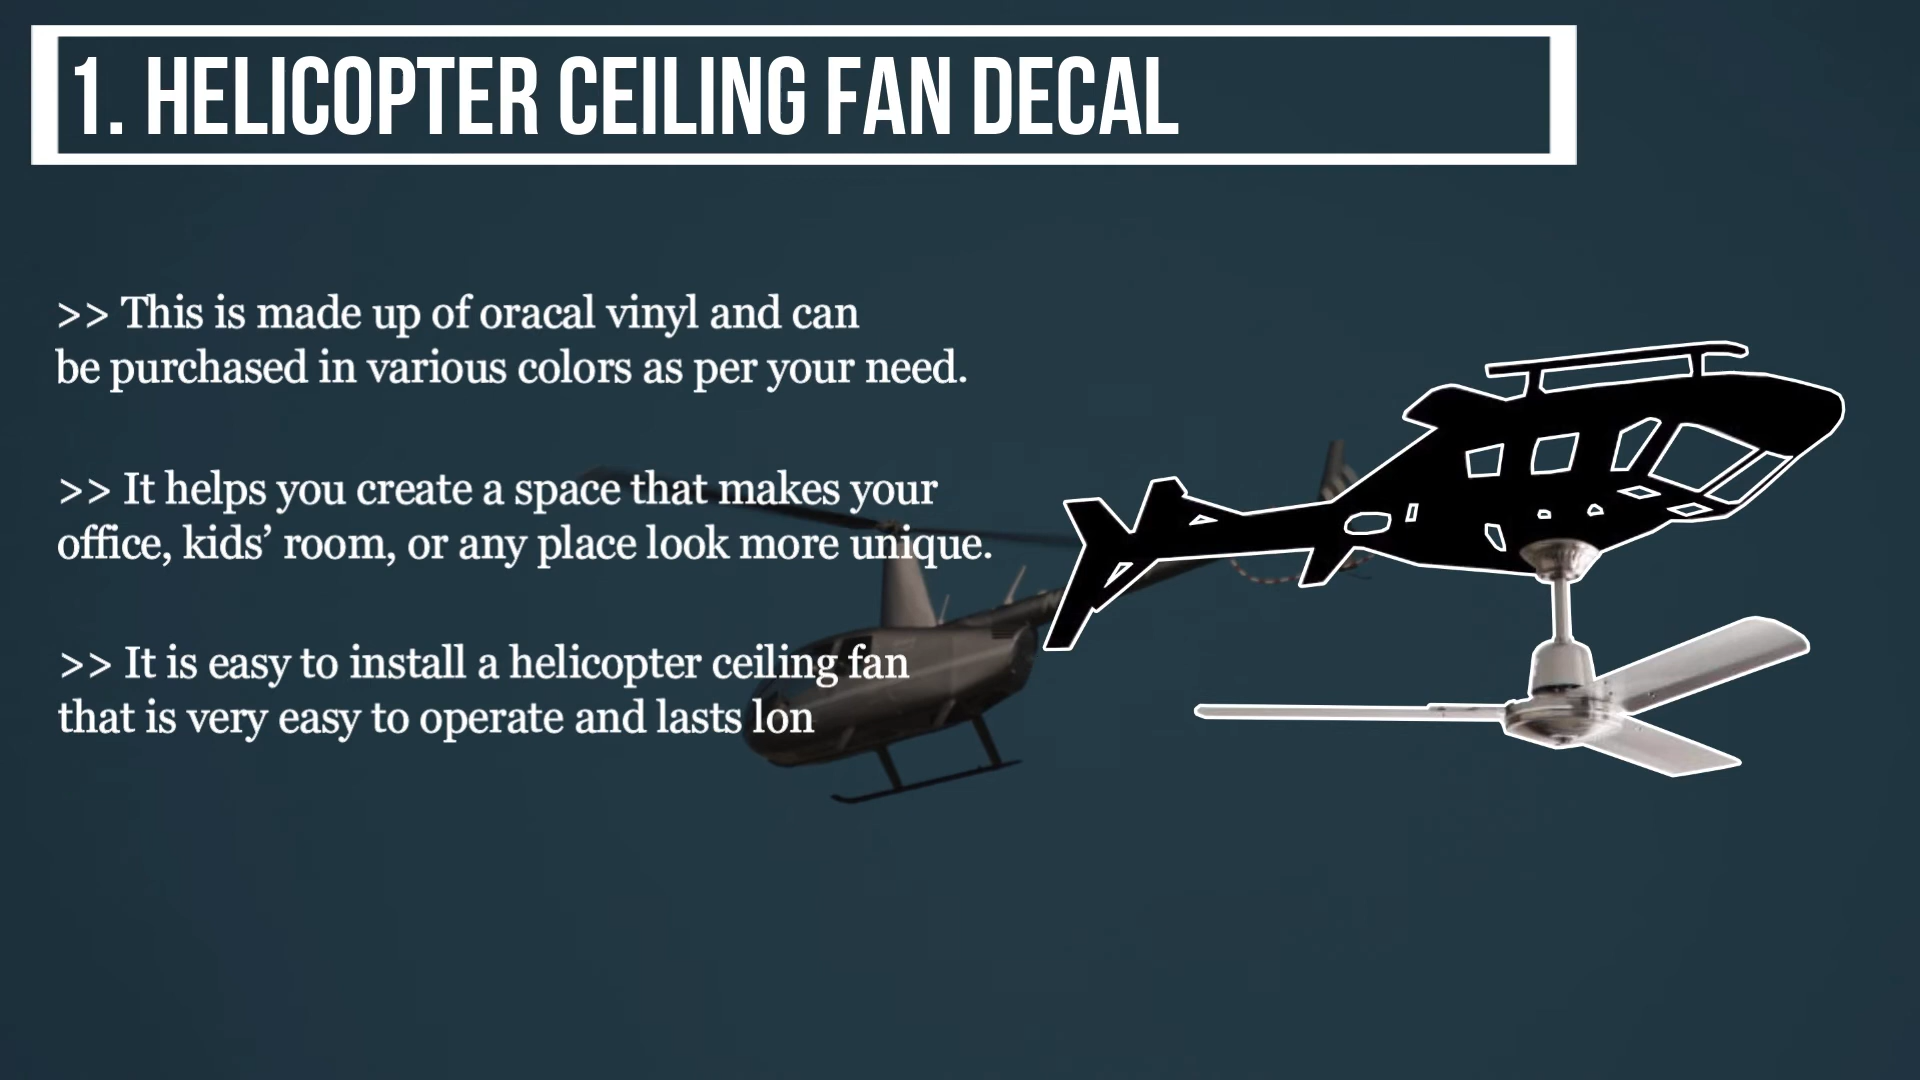 1. HELICOPTER CEILING FAN DECAL
>> This is made up of oracal vinyl and can
be purchased in various colors as per your need.
>> It helps you create a space that makes your
office, kids’ room, or any place look more unique.
>> It is easy to install a helicopter ceiling fan
that is very easy to operate and lasts lon